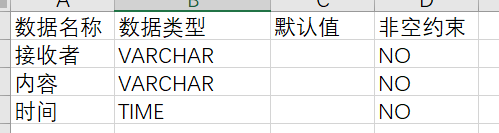 A B C D
数据名称 数据类型 默认值 非空约束
接收者 VARCHAR NO
内容 VARCHAR NO
时间 TIME NO